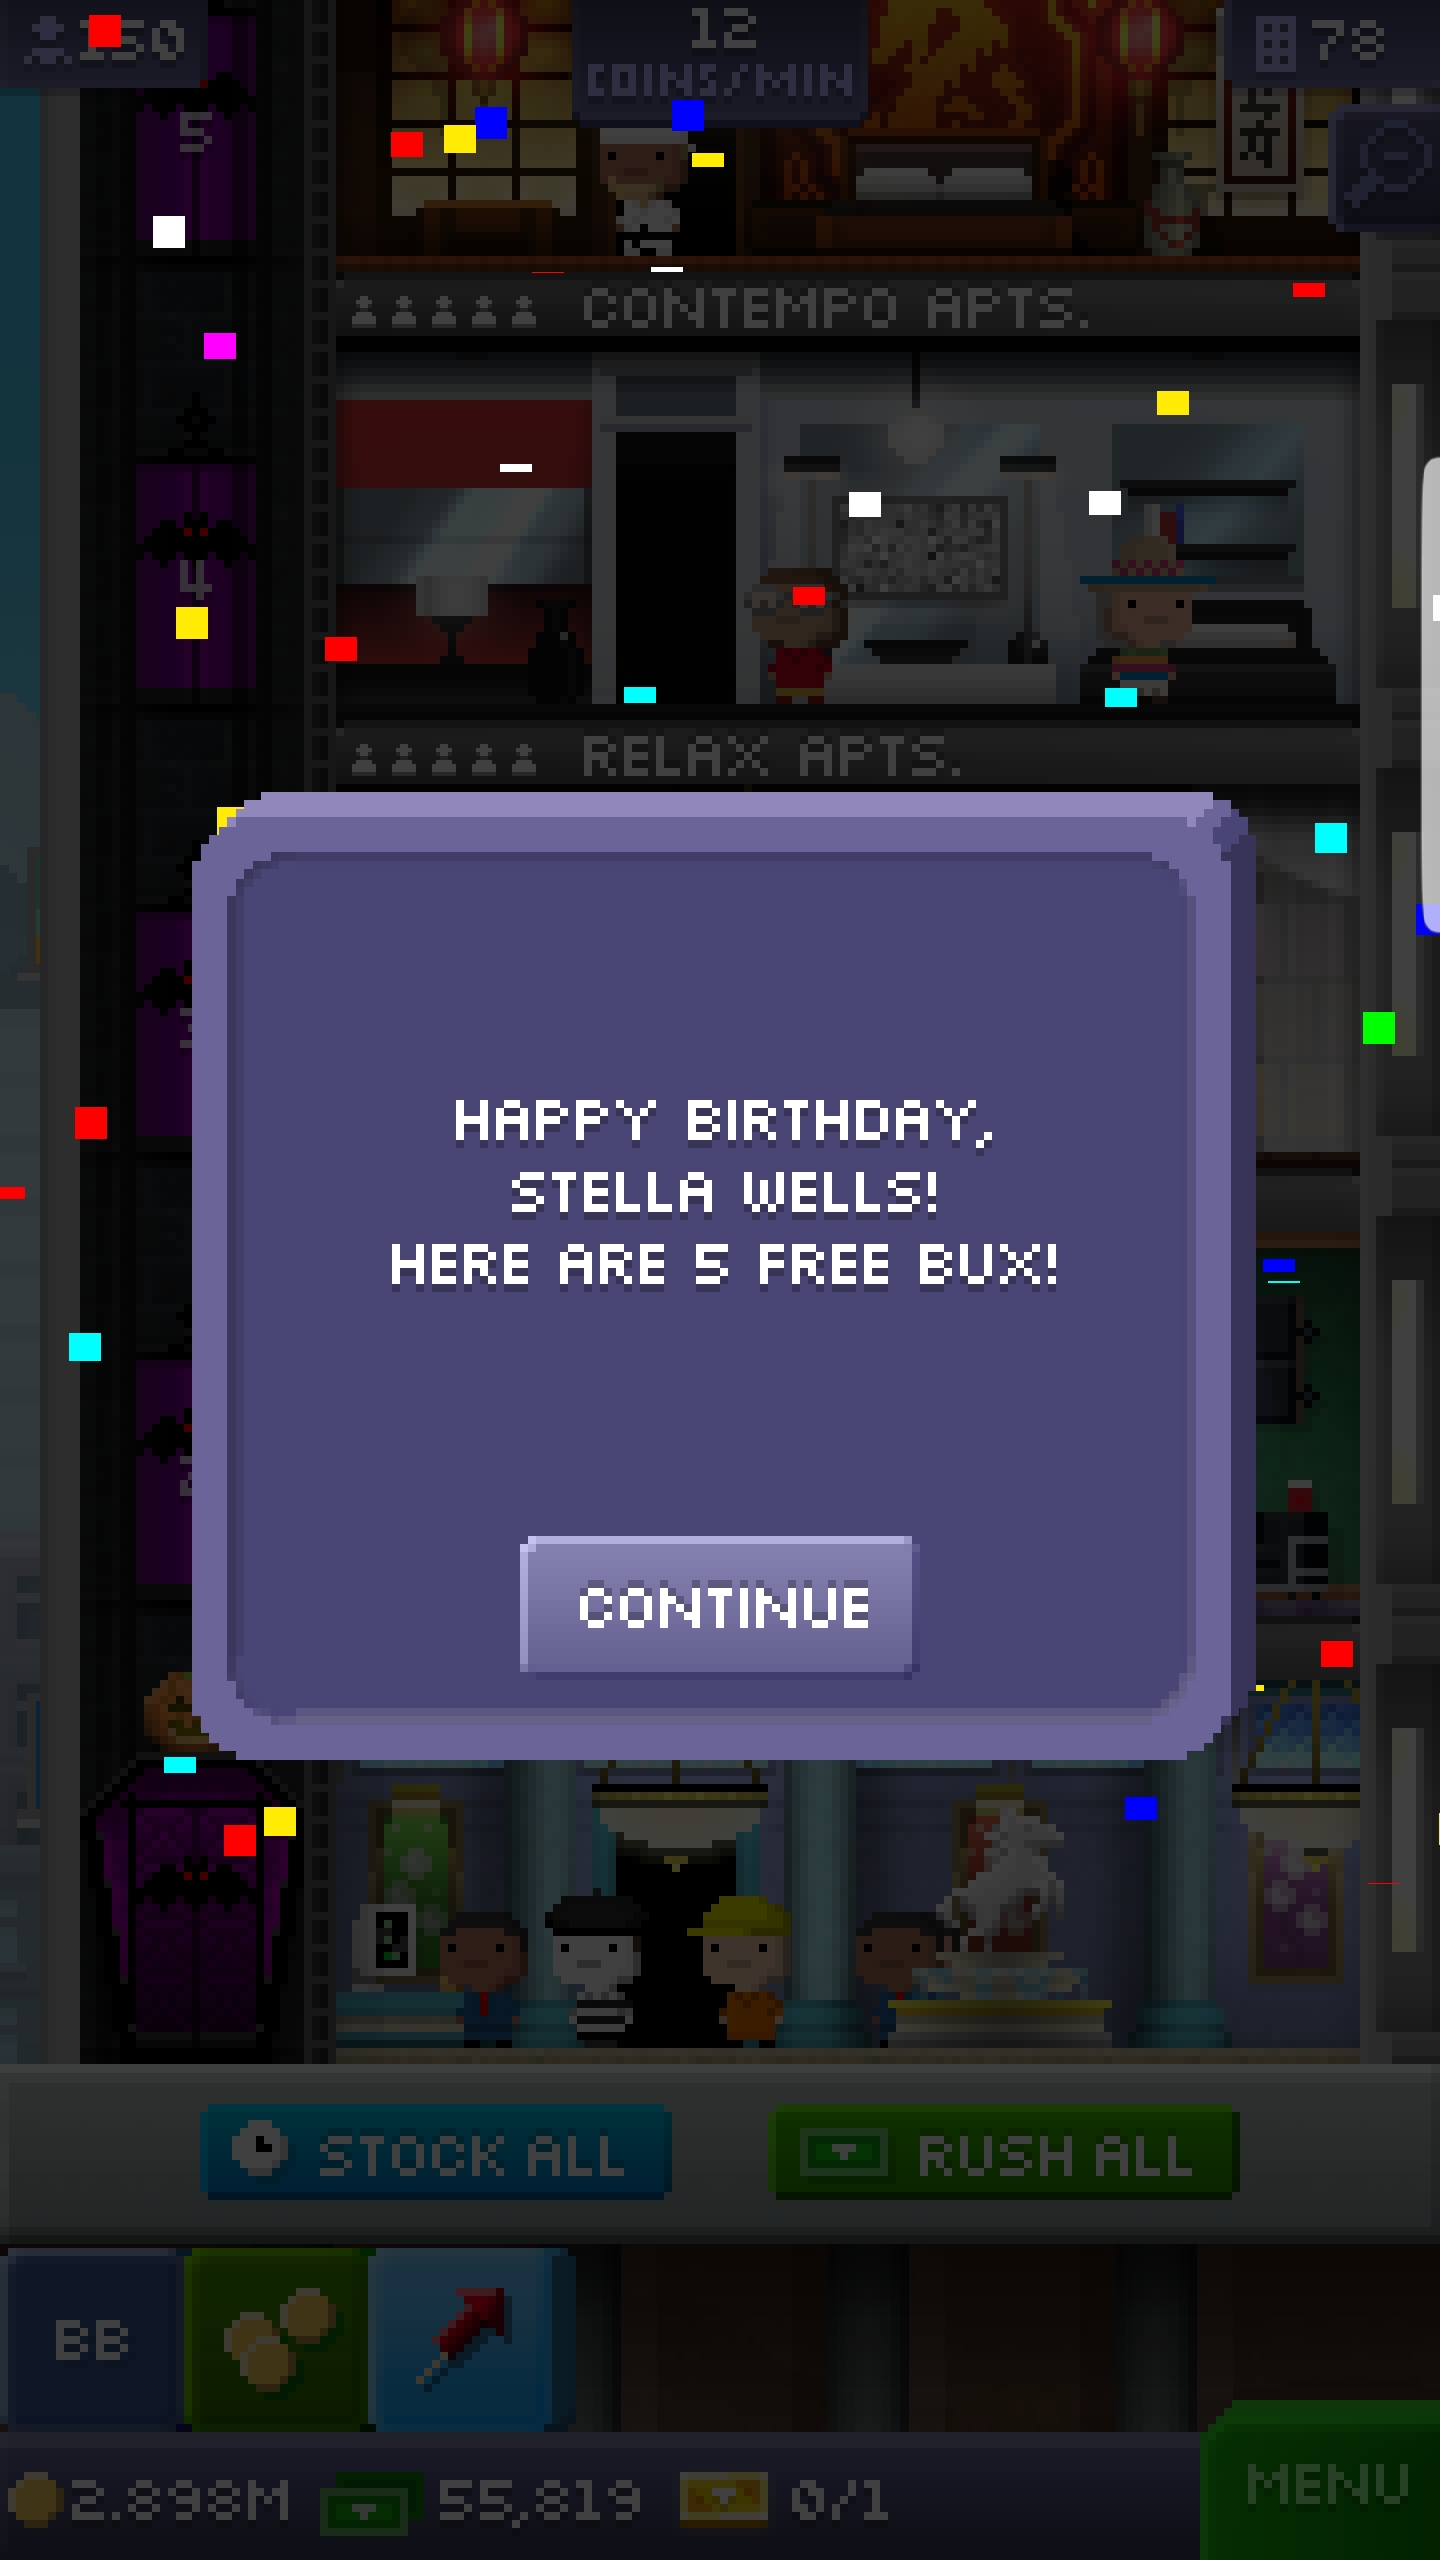 150
12
COINS/MIN
78
5
CONTEMPO APTS.
4
RELAX APTS.
HAPPY BIRTHDAY,
STELLA WELLS!
HERE ARE 5 FREE BUX!
CONTINUE
STOCK ALL
RUSH ALL
BB
2.898M
55,819
0/1
MENU